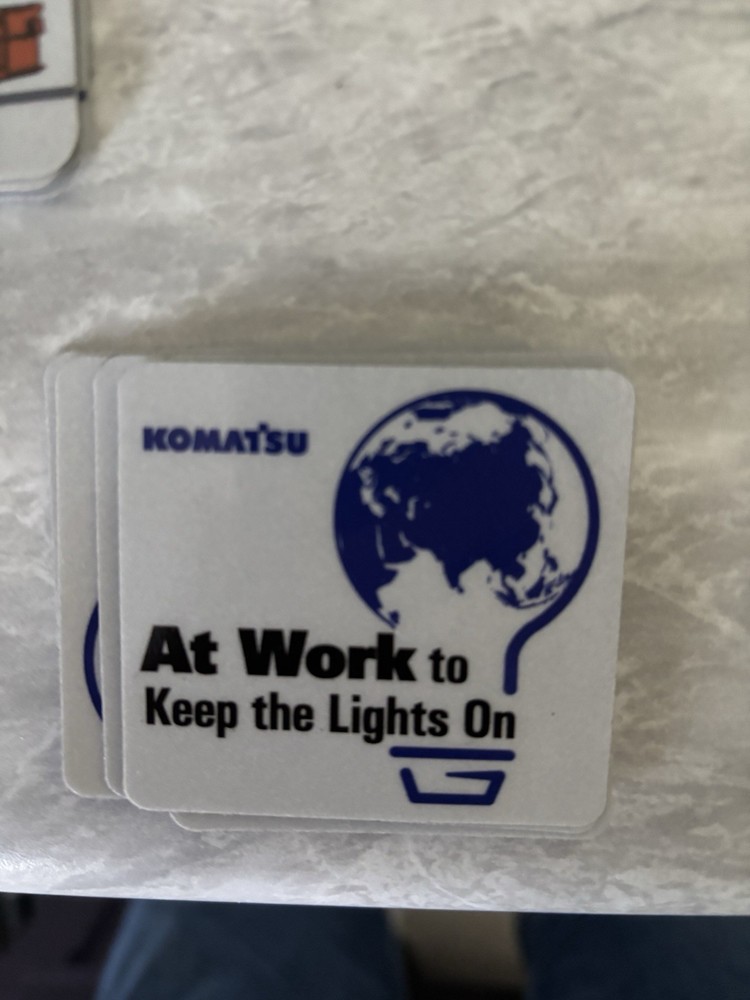 KOMATSU
At Work to
Keep the Lights On